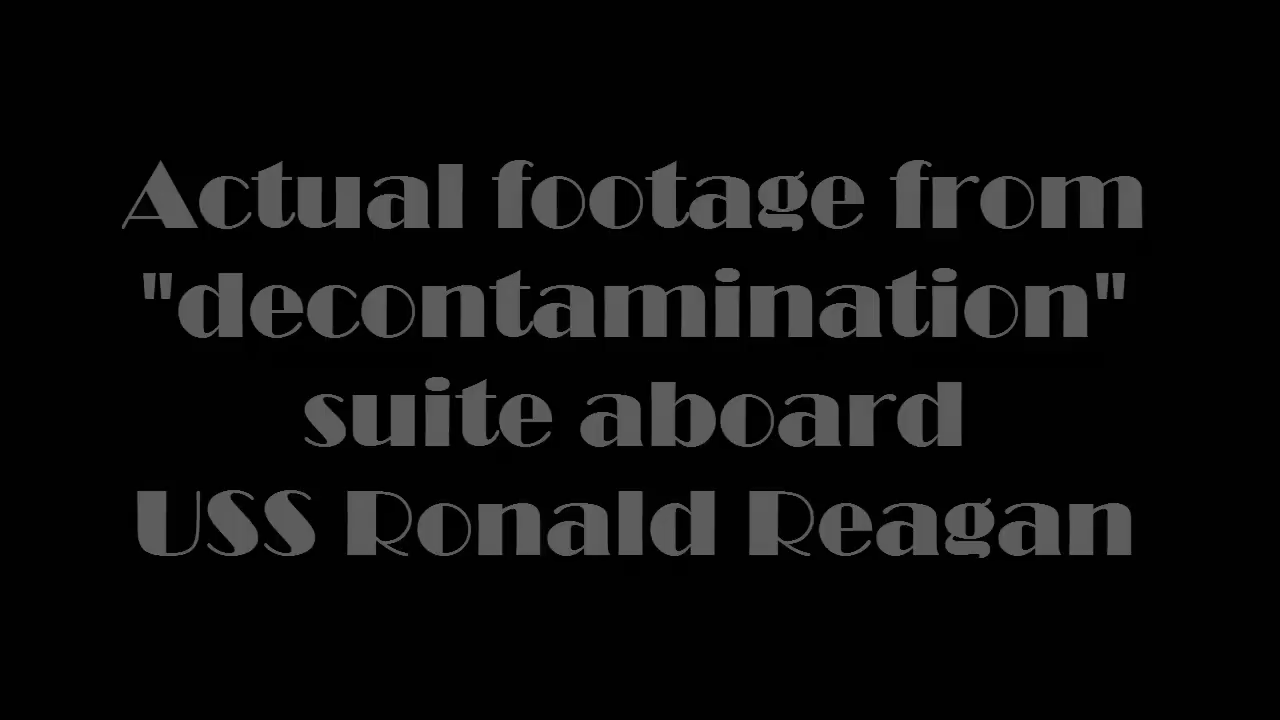 Actual footage from
"decontamination"
suite aboard
USS Ronald Reagan